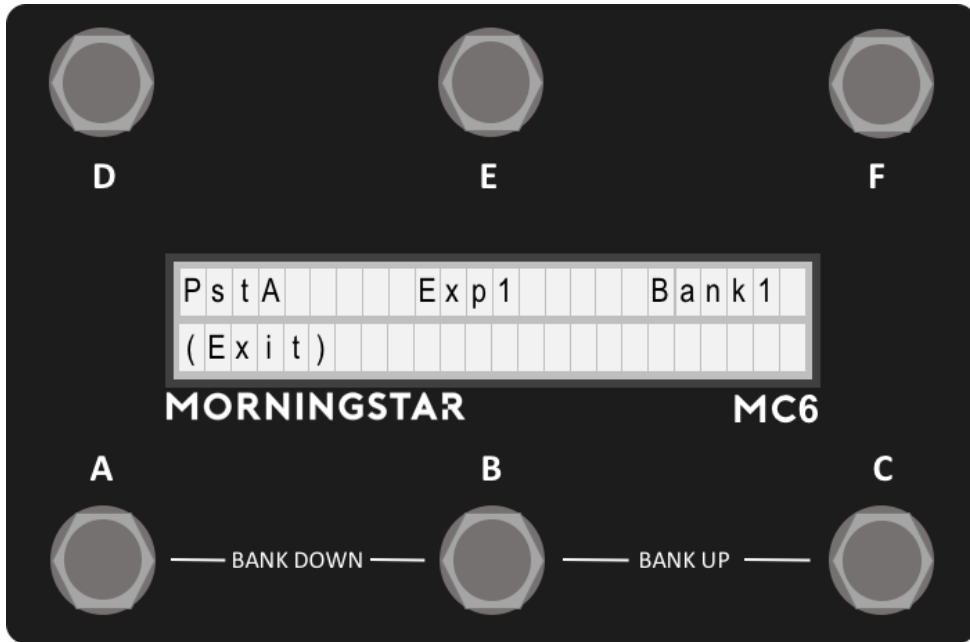 D E F
PstA Exp1 Bank1
(Exit)
MORNINGSTAR MC6
A B C
BANK DOWN BANK UP